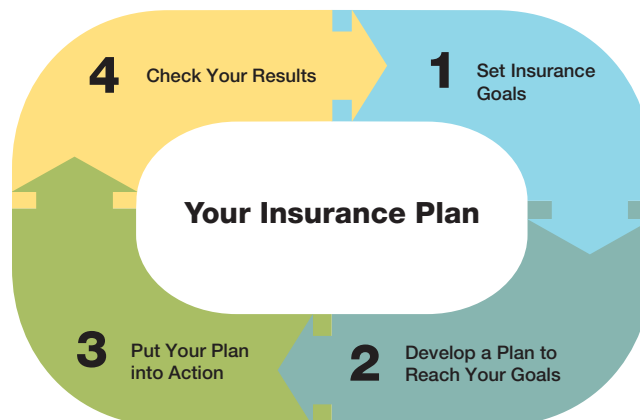 4 Check Your Results
1 Set Insurance
Goals
Your Insurance Plan
3 Put Your Plan
into Action
2 Develop a Plan to
Reach Your Goals